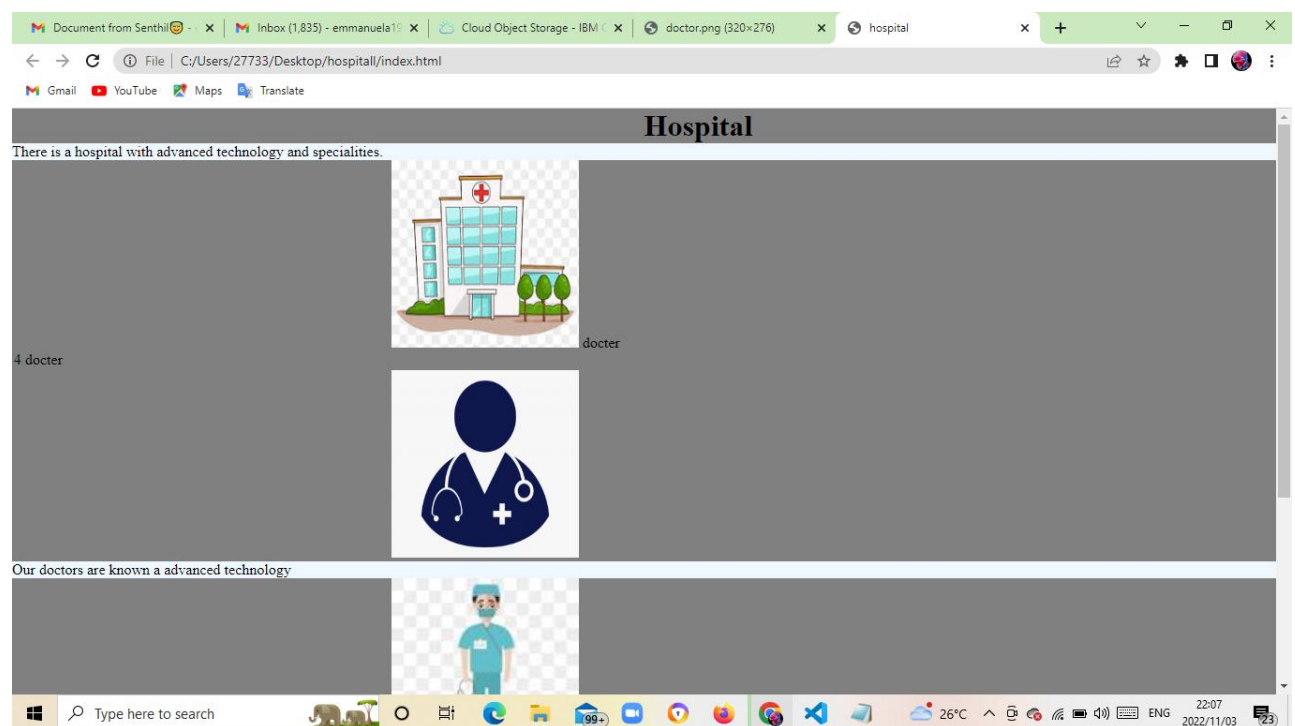 Document from Senthil😇 - Inbox (1,835) - emmanuela19 Cloud Object Storage - IBM C doctor.png (320×276) hospital
File | C:/Users/27733/Desktop/hospitall/index.html
Gmail YouTube Maps Translate
Hospital
There is a hospital with advanced technology and specialities.
docter
4 docter
Our doctors are known a advanced technology
Type here to search 99+ 26°C ENG 22:07
2022/11/03 23